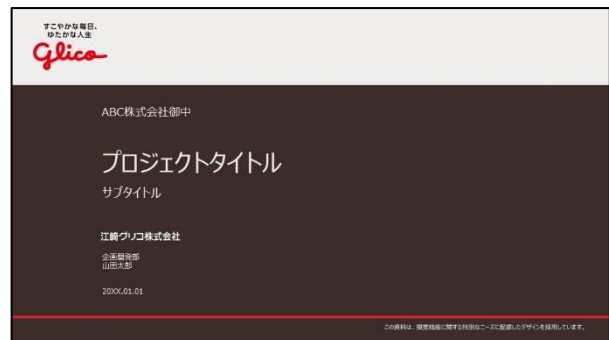 すこやかな毎日、
ゆたかな人生
Glico
ABC株式会社御中
プロジェクトタイトル
サブタイトル
江崎グリコ株式会社
企画開発部
山田太郎
20XX.01.01
この資料は、視覚機能に関する特別なニーズに配慮したデザインを採用しています。